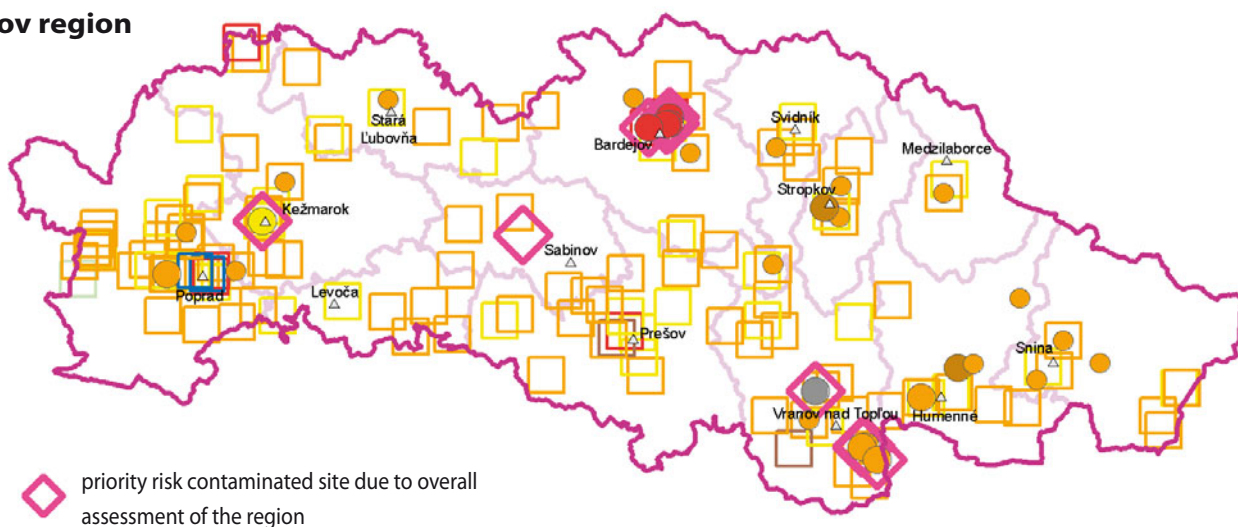 ov region
Stará
Ľubovňa
Bardejov
Svidník
Medzilaborce
Stropkov
Kežmarok
Sabinov
Poprad
Levoča
Prešov
Snina
Vranov nad Topľou
Humenné
priority risk contaminated site due to overall
assessment of the region